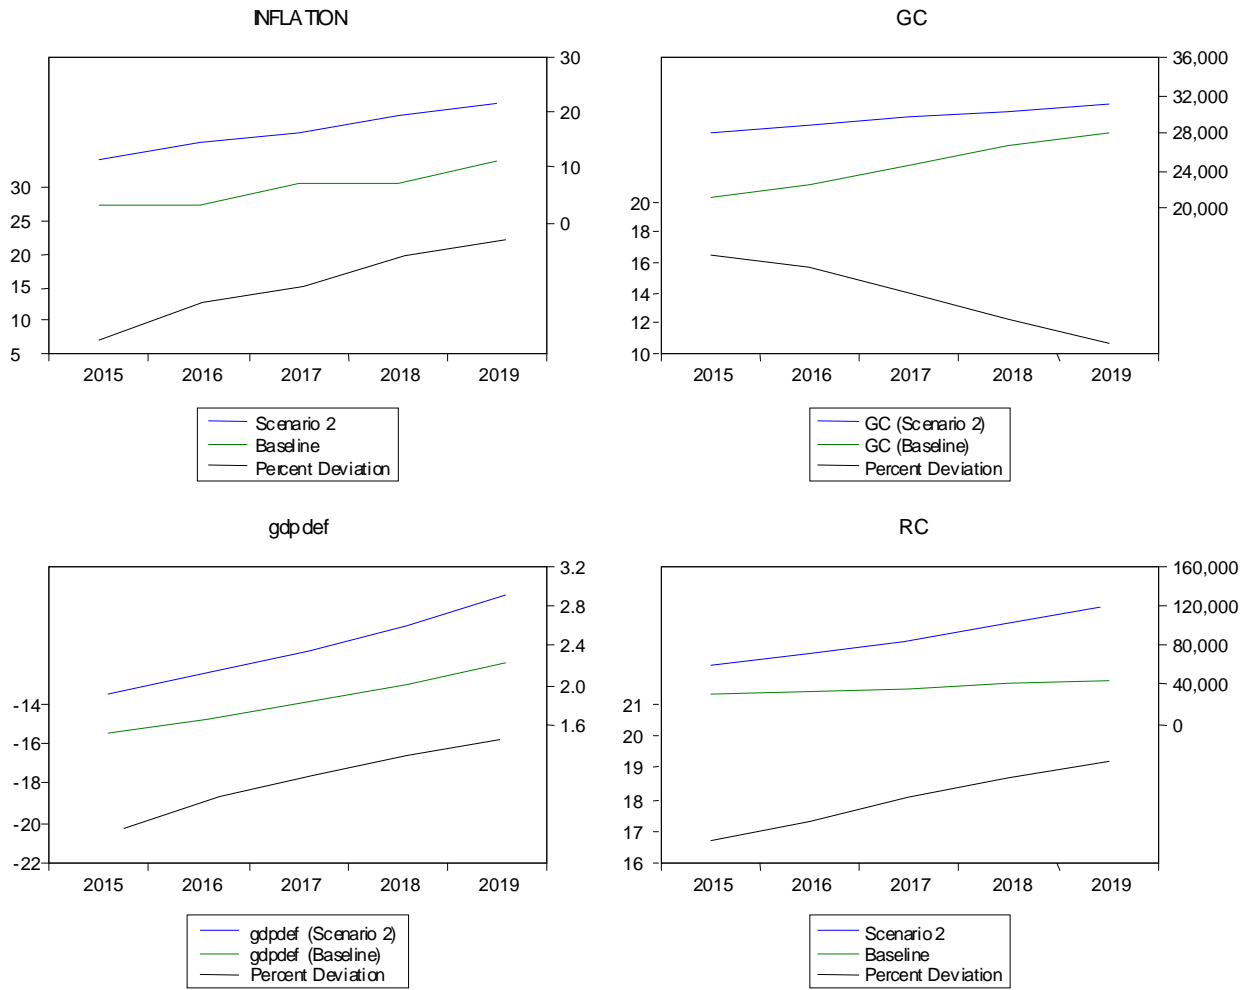 INFLATION
30
20
10
0
30
25
20
15
10
5
2015 2016 2017 2018 2019
Scenario 2
Baseline
Percent Deviation
GC
36,000
32,000
28,000
24,000
20,000
20
18
16
14
12
10
2015 2016 2017 2018 2019
GC (Scenario 2)
GC (Baseline)
Percent Deviation
gdpdef
3.2
2.8
2.4
2.0
1.6
-14
-16
-18
-20
-22
2015 2016 2017 2018 2019
gdpdef (Scenario 2)
gdpdef (Baseline)
Percent Deviation
RC
160,000
120,000
80,000
40,000
0
21
20
19
18
17
16
2015 2016 2017 2018 2019
Scenario 2
Baseline
Percent Deviation